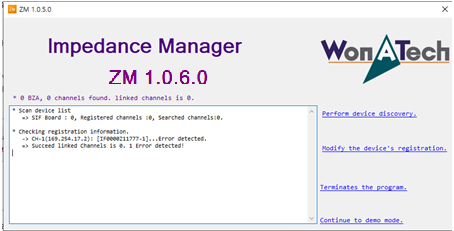 ZM 1.0.5.0
Impedance Manager
WonATech
ZM 1.0.6.0
* 0 BZA, 0 channels found. linked channels is 0.
* Scan device list
=> SIF Board : 0, Registered channels :0, Searched channels:0.
* Checking registration information.
-> CH-1(169.254.17.2): [IF0000Z11777-1]...Error detected.
=> Succeed linked Channels is 0. 1 Error detected!
Perform device discovery.
Modify the device's registration.
Terminates the program.
Continue to demo mode.